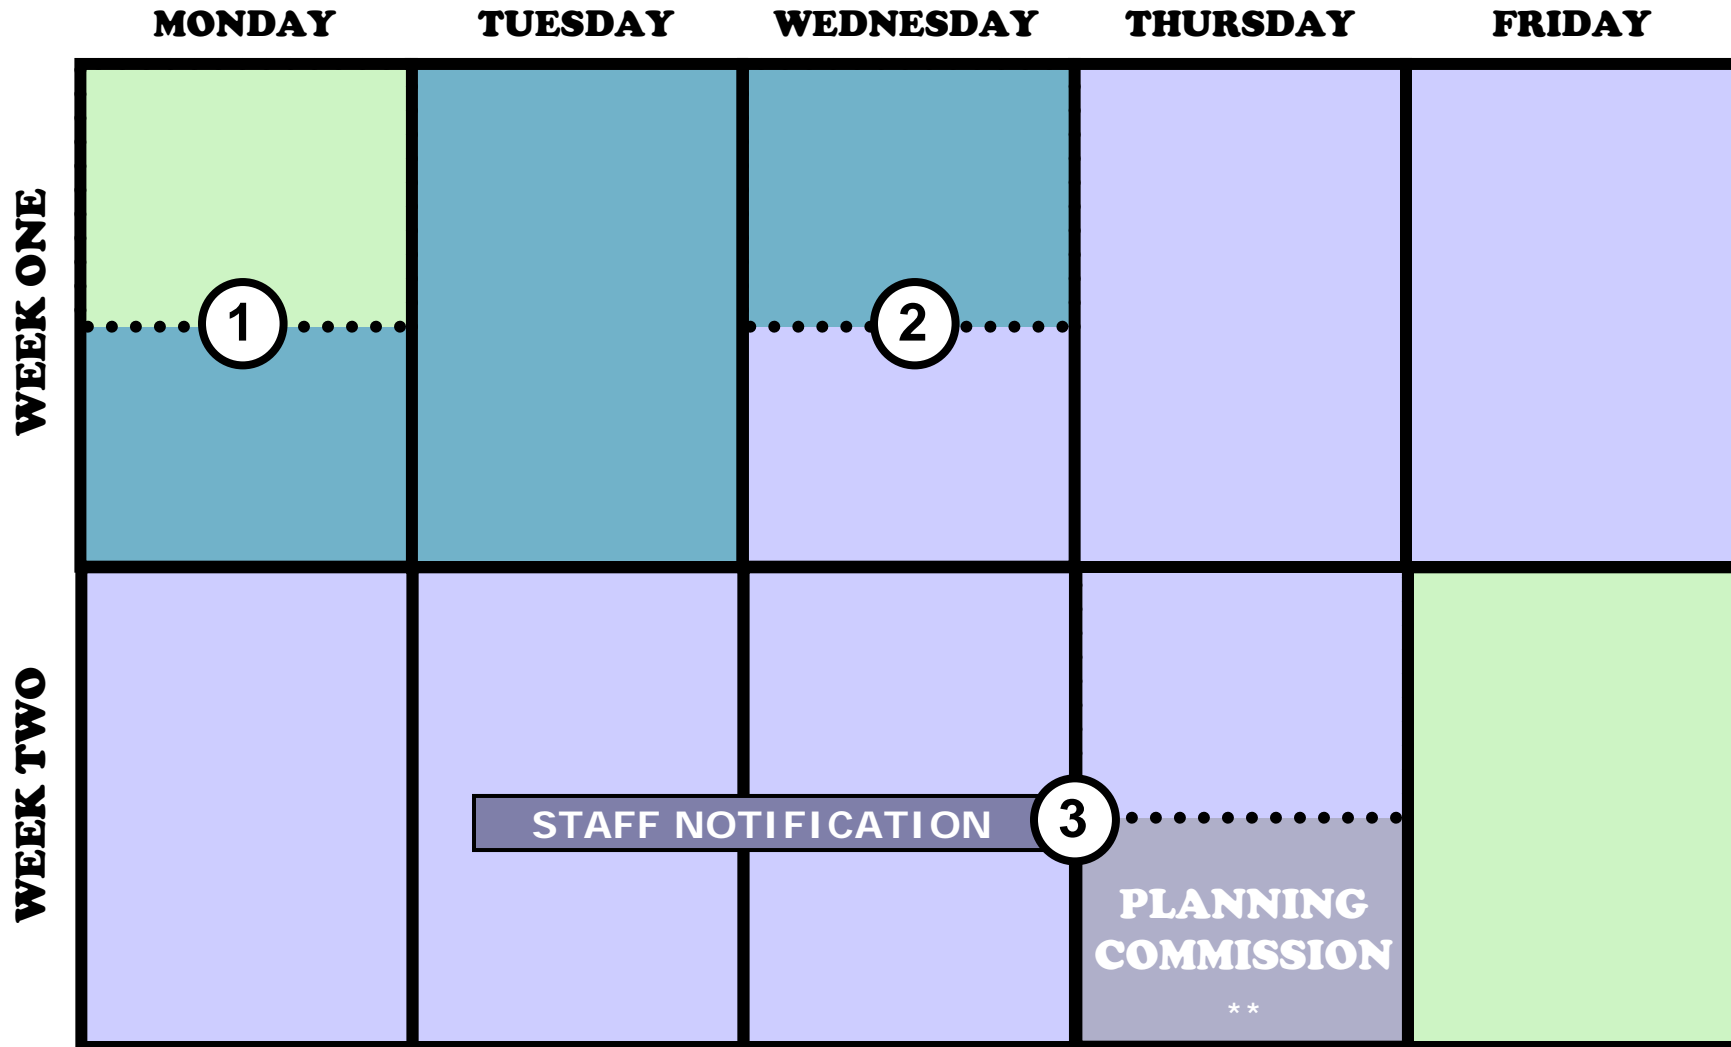 MONDAY TUESDAY WEDNESDAY THURSDAY FRIDAY
WEEK ONE
1
2
WEEK TWO
STAFF NOTIFICATION
3
PLANNING
COMMISSION
**